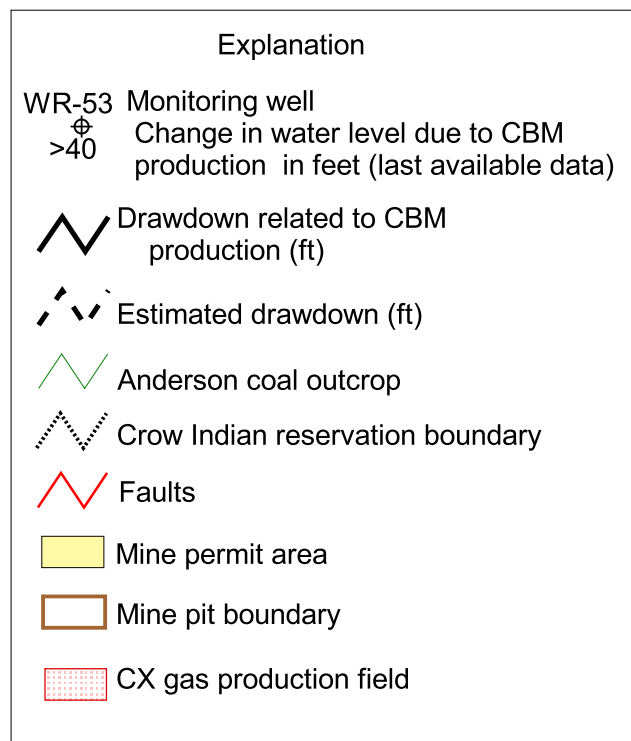 Explanation
WR-53 Monitoring well
Change in water level due to CBM
>40 production in feet (last available data)
Drawdown related to CBM
production (ft)
Estimated drawdown (ft)
Anderson coal outcrop
Crow Indian reservation boundary
Faults
Mine permit area
Mine pit boundary
CX gas production field